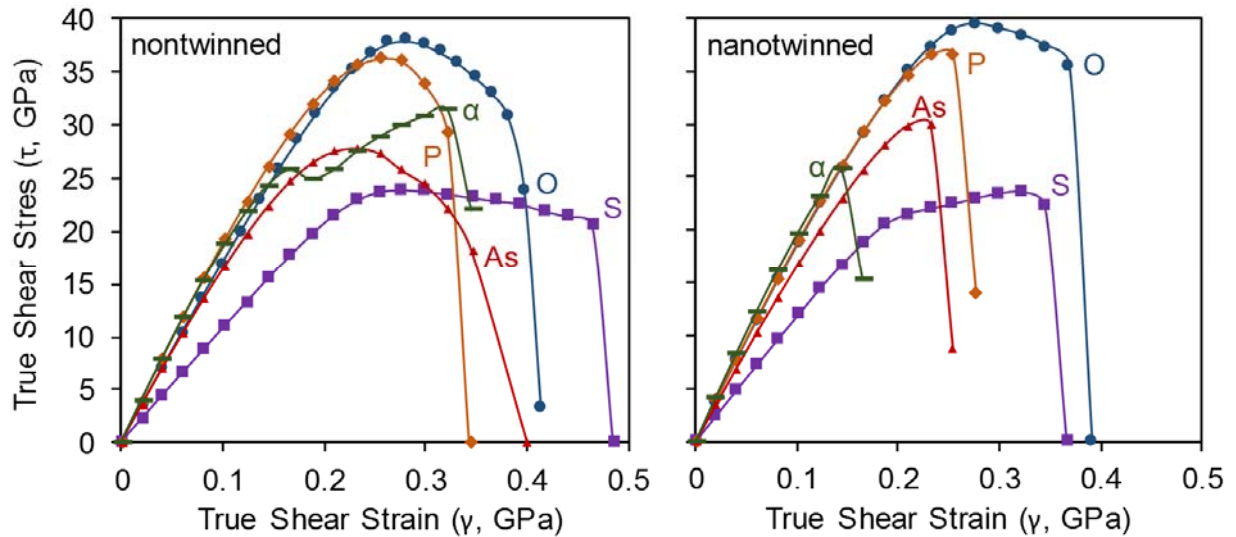 nontwinned
nanotwinned
True Shear Stres (τ, GPa)
40
35
30
25
20
15
10
5
0
α
P
As
O
S
0 0.1 0.2 0.3 0.4 0.5
True Shear Strain (γ, GPa)
P
O
As
α
S
0 0.1 0.2 0.3 0.4 0.5
True Shear Strain (γ, GPa)